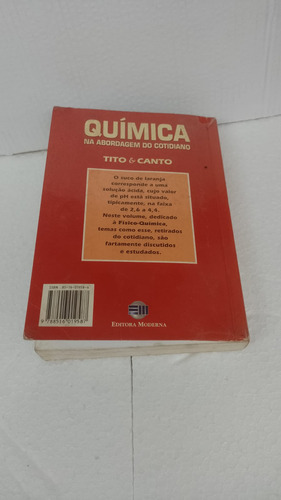 QUÍMICA
NA ABORDAGEM DO COTIDIANO
TITO & CANTO
O suco de laranja
corresponde a uma
solução ácida, cujo valor
de pH está situado,
tipicamente, na faixa
de 2,6 a 4,4.
Neste volume, dedicado
à Físico-Química,
temas como esse, retirados
do cotidiano, são
fartamente discutidos
e estudados.
EDITORA MODERNA